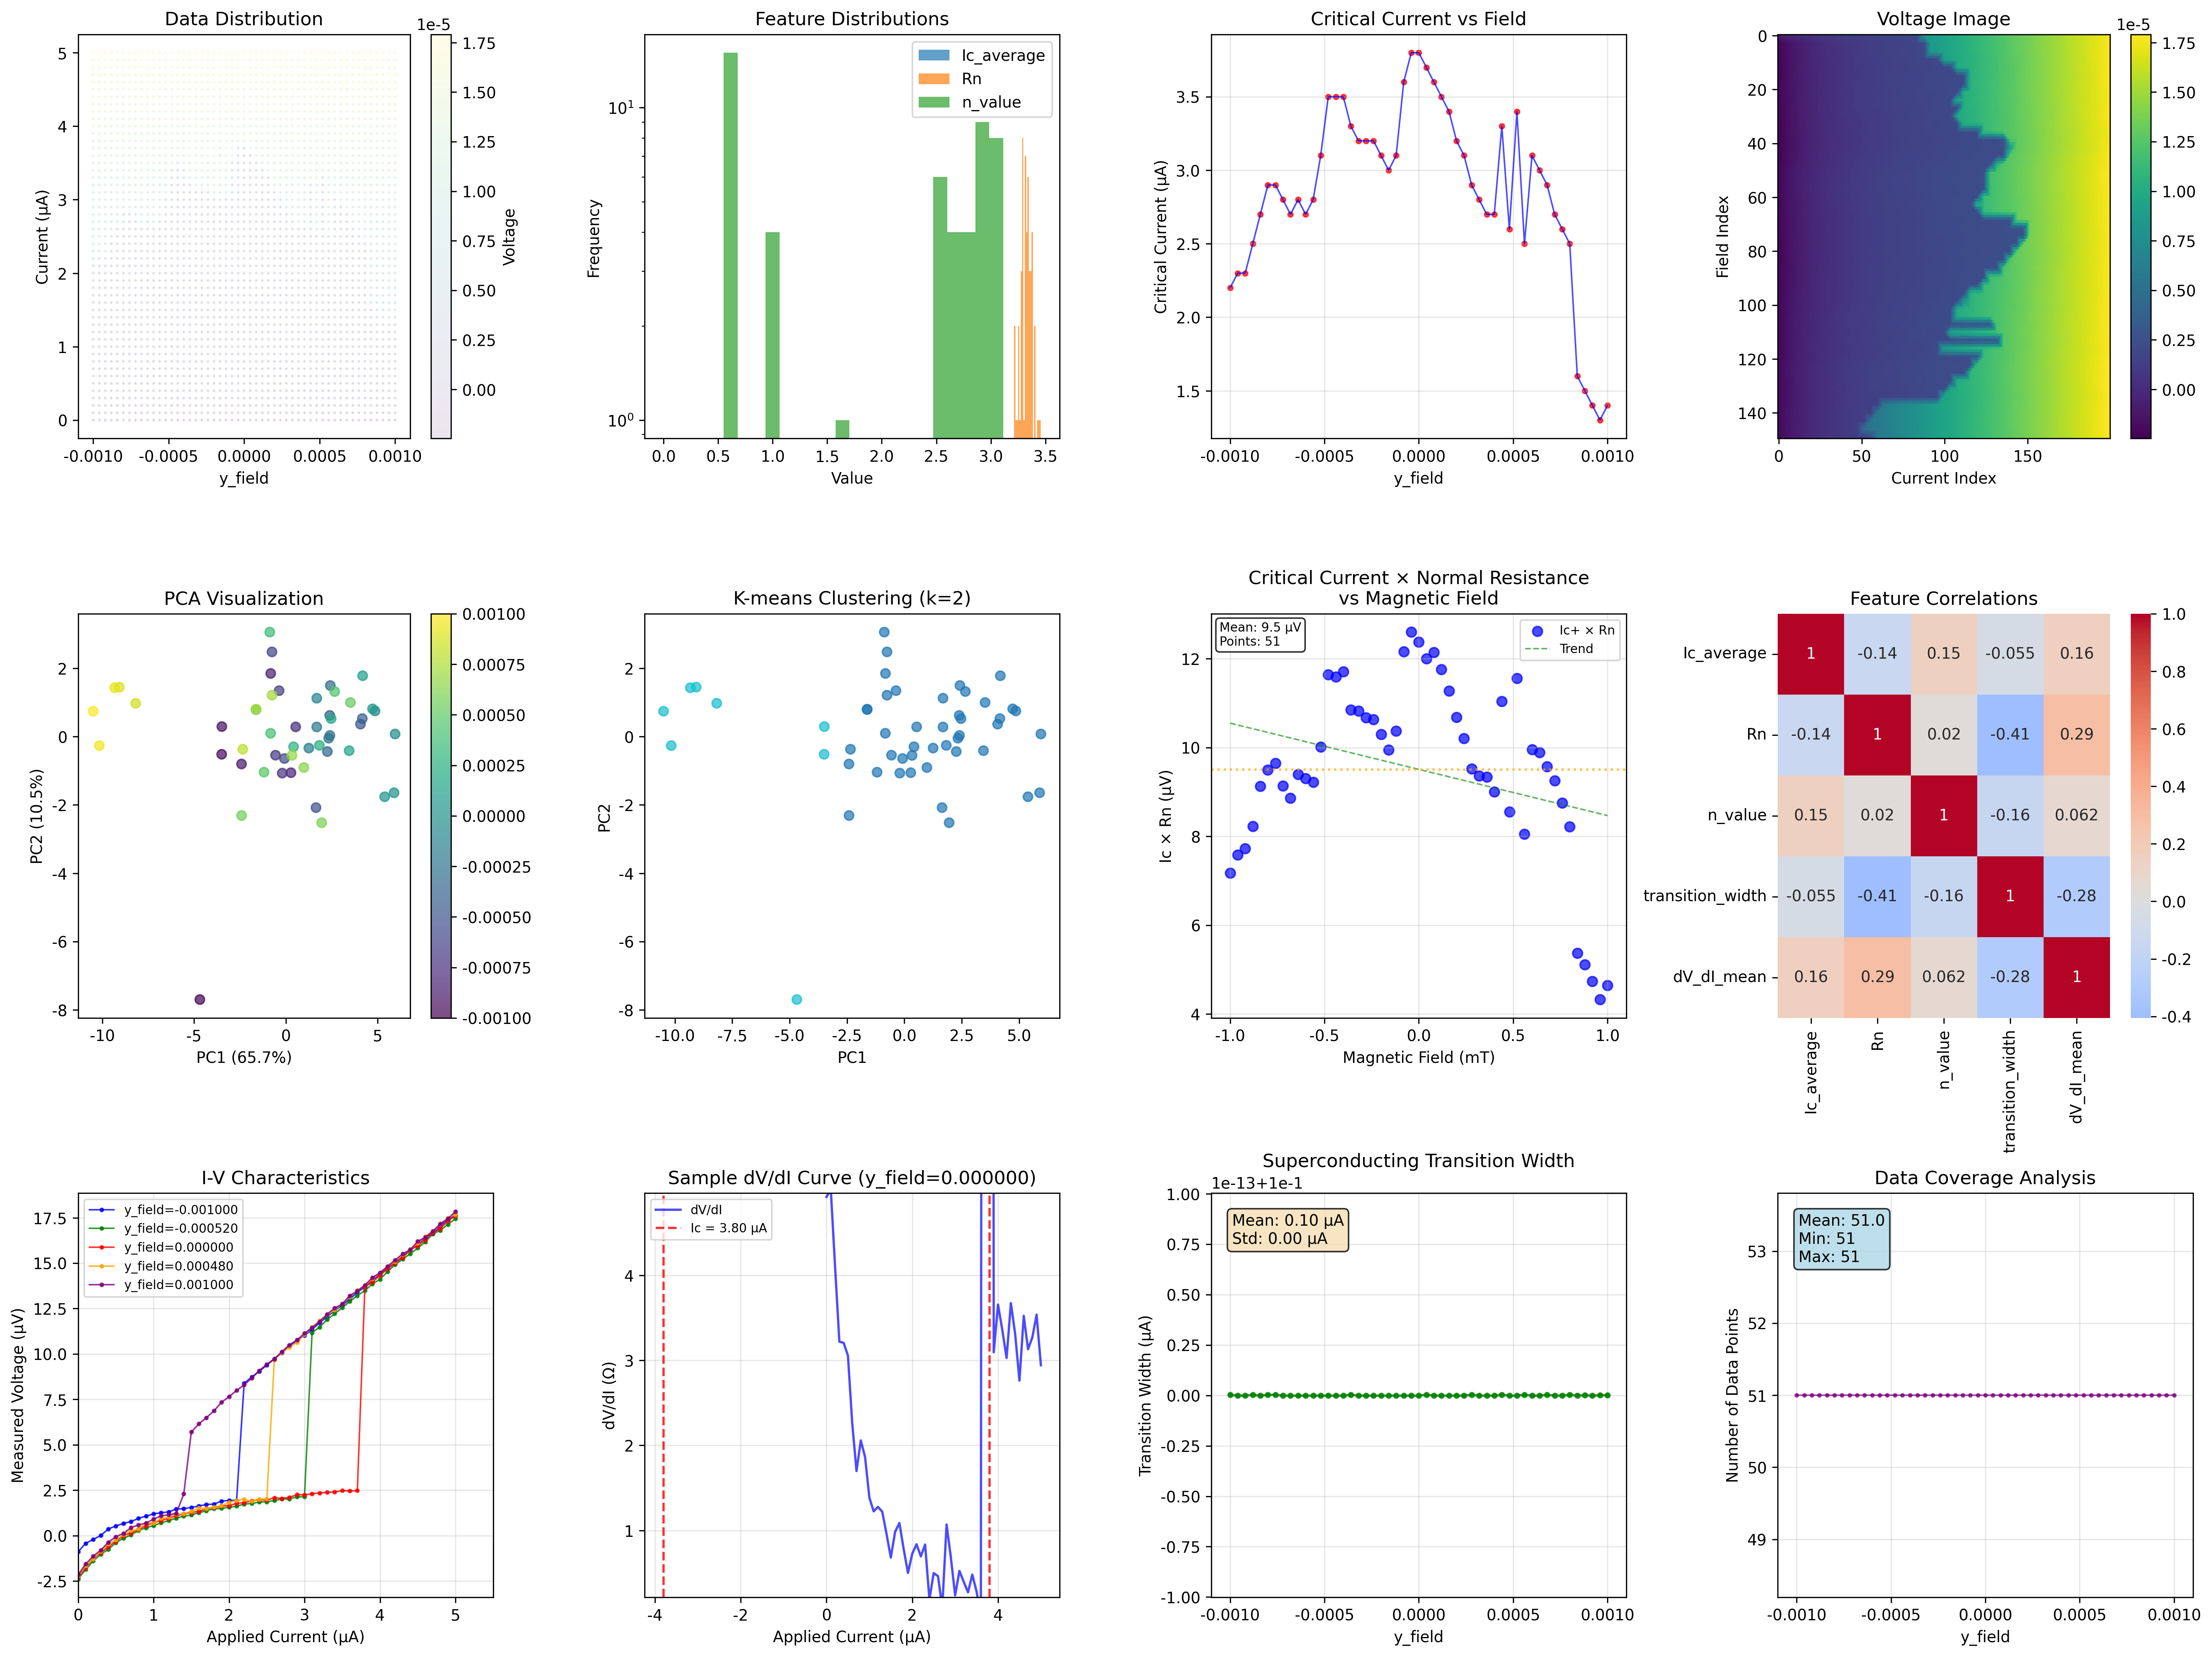 Data Distribution
1e-5
Current (μA)
5
4
3
2
1
0
-0.0010 -0.0005 0.0000 0.0005 0.0010
y_field
1.75
1.50
1.25
1.00
0.75
0.50
0.25
0.00
Voltage
Feature Distributions
Ic_average
Rn
n_value
Frequency
10¹
10⁰
0.0 0.5 1.0 1.5 2.0 2.5 3.0 3.5
Value
Critical Current vs Field
Critical Current (μA)
3.5
3.0
2.5
2.0
1.5
-0.0010 -0.0005 0.0000 0.0005 0.0010
y_field
Voltage Image
1e-5
Field Index
0
20
40
60
80
100
120
140
0 50 100 150
Current Index
1.75
1.50
1.25
1.00
0.75
0.50
0.25
0.00
PCA Visualization
PC2 (10.5%)
2
0
-2
-4
-6
-8
-10 -5 0 5
PC1 (65.7%)
0.00100
0.00075
0.00050
0.00025
0.00000
-0.00025
-0.00050
-0.00075
-0.00100
K-means Clustering (k=2)
PC2
2
0
-2
-4
-6
-8
-10.0 -7.5 -5.0 -2.5 0.0 2.5 5.0
PC1
Critical Current × Normal Resistance
vs Magnetic Field
Mean: 9.5 μV
Points: 51
Ic+ × Rn
Trend
Ic × Rn (μV)
12
10
8
6
4
-1.0 -0.5 0.0 0.5 1.0
Magnetic Field (mT)
Feature Correlations
Ic_average 1 -0.14 0.15 -0.055 0.16
Rn -0.14 1 0.02 -0.41 0.29
n_value 0.15 0.02 1 -0.16 0.062
transition_width -0.055 -0.41 -0.16 1 -0.28
dV_dI_mean 0.16 0.29 0.062 -0.28 1
Ic_average
Rn
n_value
transition_width
dV_dI_mean
1.0
0.8
0.6
0.4
0.2
0.0
-0.2
-0.4
I-V Characteristics
y_field=-0.001000
y_field=-0.000520
y_field=0.000000
y_field=0.000480
y_field=0.001000
Measured Voltage (μV)
17.5
15.0
12.5
10.0
7.5
5.0
2.5
0.0
-2.5
0 1 2 3 4 5
Applied Current (μA)
Sample dV/dI Curve (y_field=0.000000)
dV/dI
Ic = 3.80 μA
dV/dI (Ω)
4
3
2
1
-4 -2 0 2 4
Applied Current (μA)
Superconducting Transition Width
1e-13+1e-1
Mean: 0.10 μA
Std: 0.00 μA
Transition Width (μA)
1.00
0.75
0.50
0.25
0.00
-0.25
-0.50
-0.75
-1.00
-0.0010 -0.0005 0.0000 0.0005 0.0010
y_field
Data Coverage Analysis
Mean: 51.0
Min: 51
Max: 51
Number of Data Points
53
52
51
50
49
-0.0010 -0.0005 0.0000 0.0005 0.0010
y_field